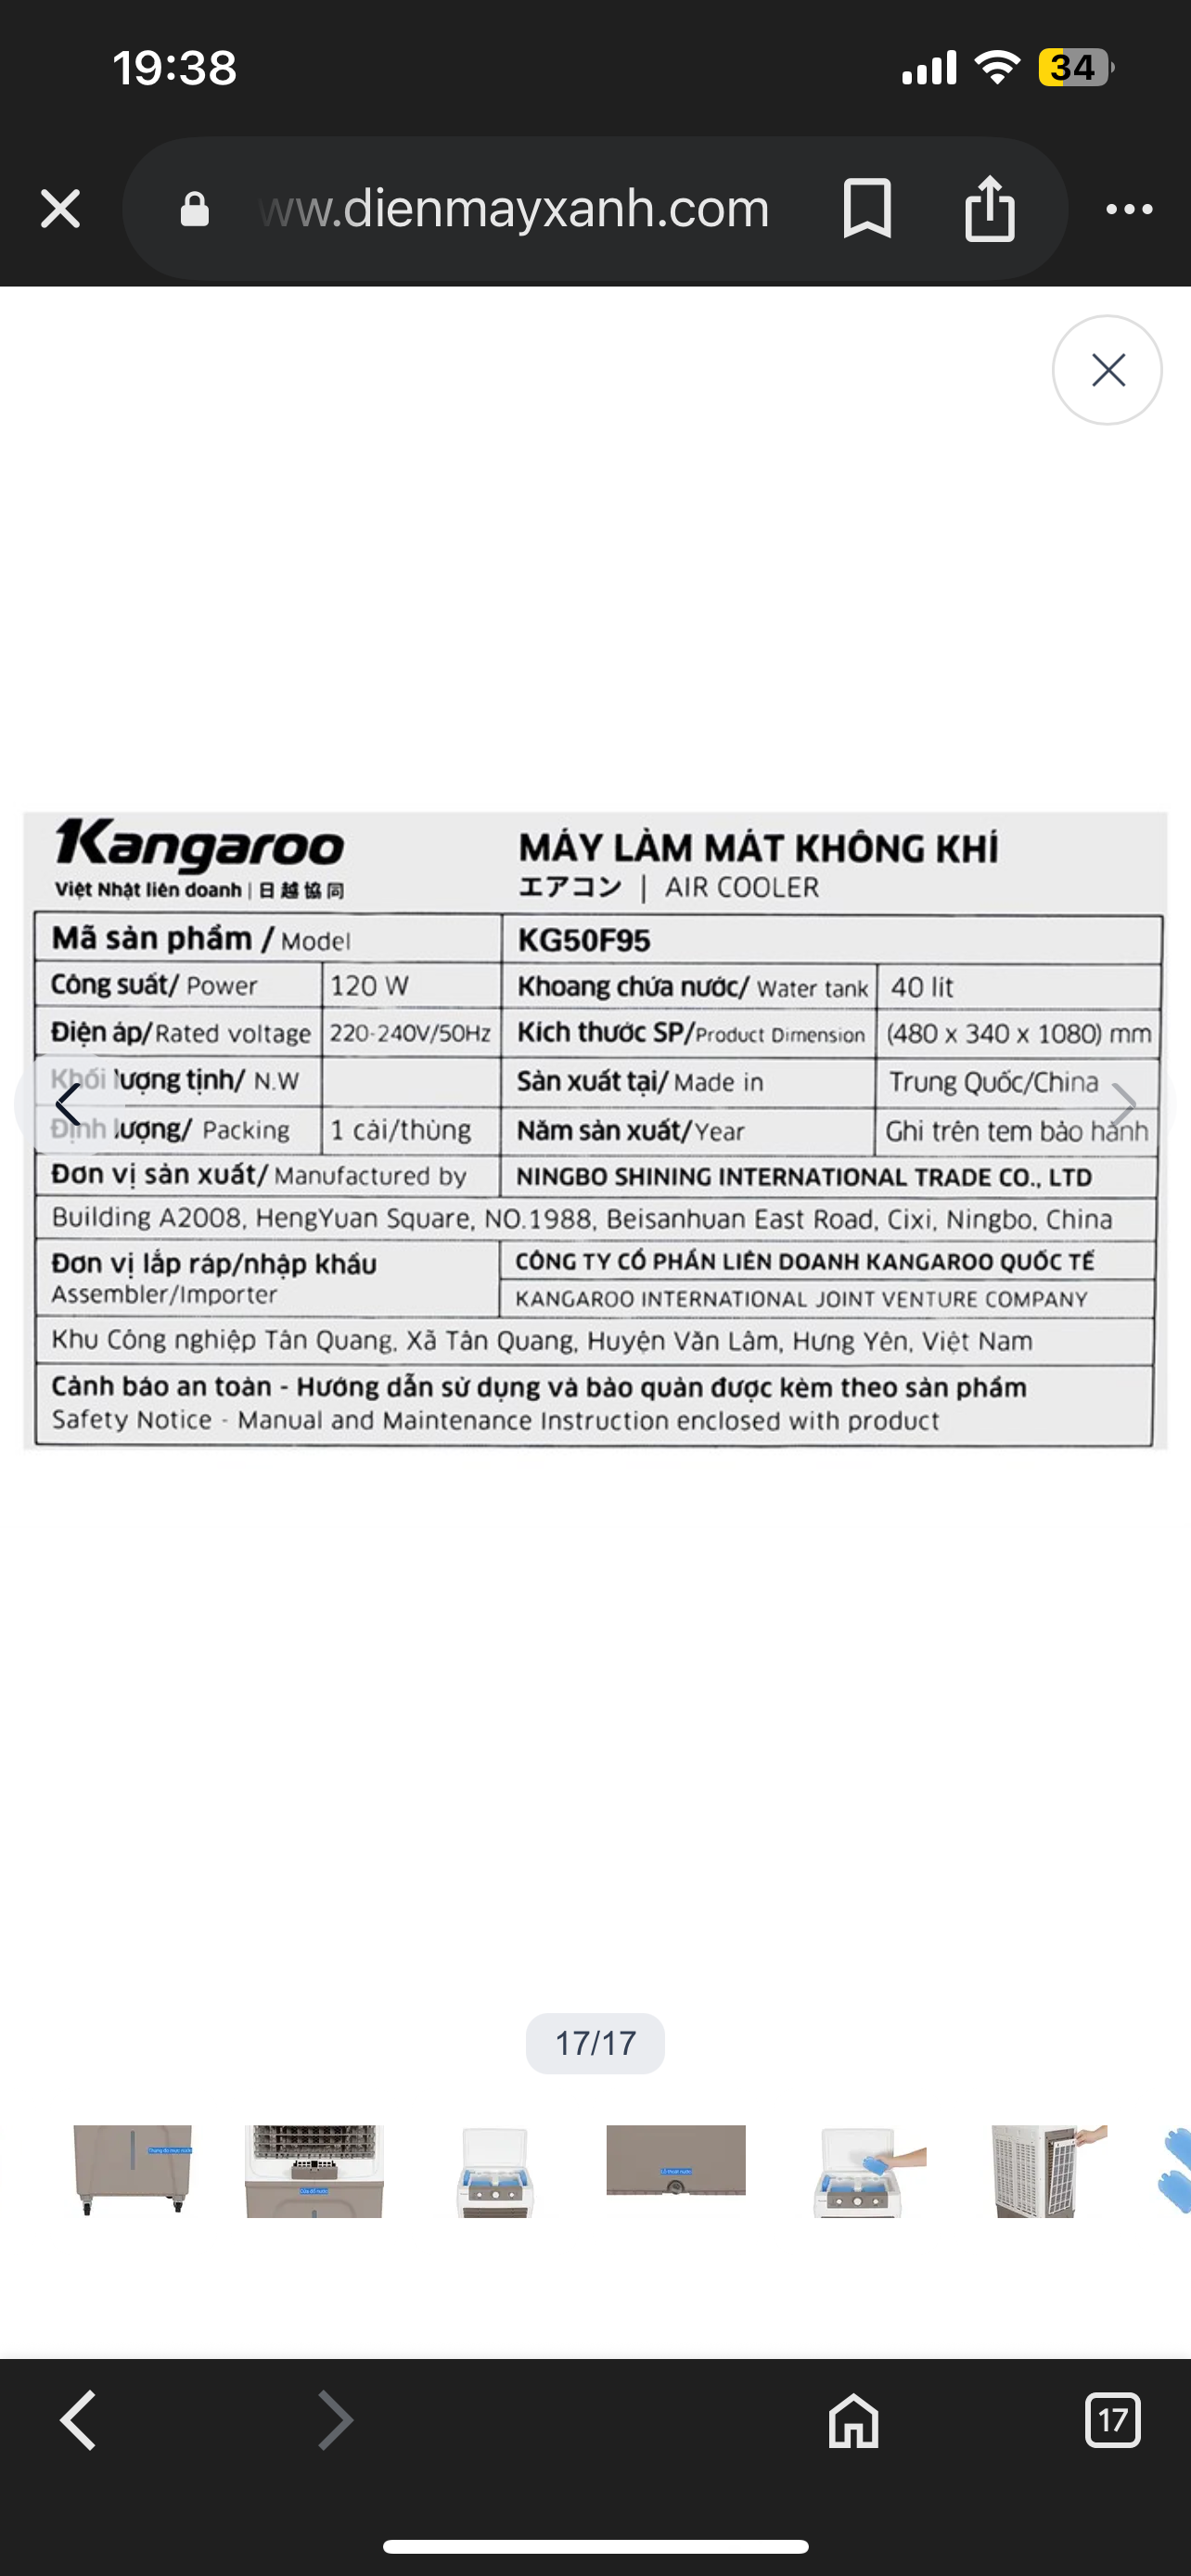 19:38
34
ww.dienmayxanh.com
Kangaroo
Việt Nhật liên doanh | 日越協同
MÁY LÀM MÁT KHÔNG KHÍ
エアコン | AIR COOLER
Mã sản phẩm / Model KG50F95
Công suất/ Power 120 W Khoang chứa nước/ Water tank 40 lít
Điện áp/ Rated voltage 220-240V/50Hz Kích thước SP/Product Dimension (480 x 340 x 1080) mm
Khối lượng tịnh/ N.W Sản xuất tại/ Made in Trung Quốc/China
Định lượng/ Packing 1 cái/thùng Năm sản xuất/Year Ghi trên tem bảo hành
Đơn vị sản xuất/ Manufactured by NINGBO SHINING INTERNATIONAL TRADE CO., LTD
Building A2008, HengYuan Square, NO.1988, Beisanhuan East Road, Cixi, Ningbo, China
Đơn vị lắp ráp/nhập khẩu CÔNG TY CỔ PHẦN LIÊN DOANH KANGAROO QUỐC TẾ
Assembler/Importer KANGAROO INTERNATIONAL JOINT VENTURE COMPANY
Khu Công nghiệp Tân Quang, Xã Tân Quang, Huyện Văn Lâm, Hưng Yên, Việt Nam
Cảnh báo an toàn - Hướng dẫn sử dụng và bảo quản được kèm theo sản phẩm
Safety Notice - Manual and Maintenance Instruction enclosed with product
17/17
17